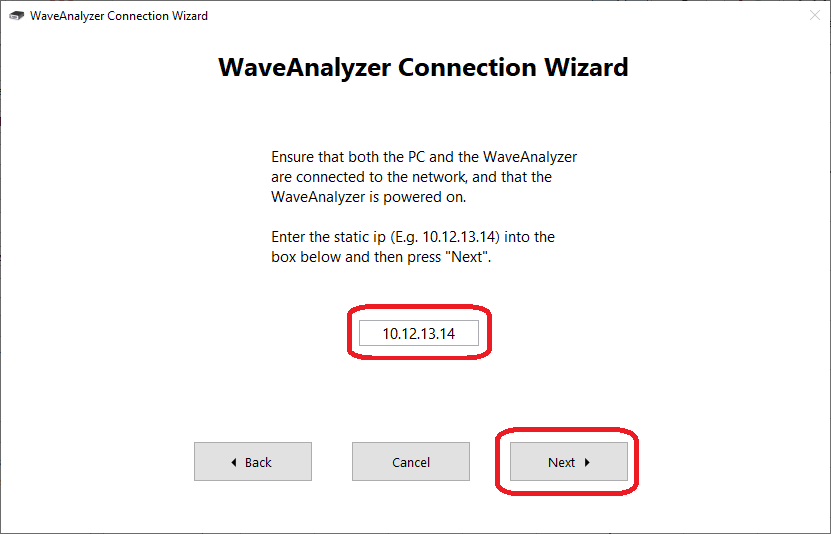 WaveAnalyzer Connection Wizard
WaveAnalyzer Connection Wizard
Ensure that both the PC and the WaveAnalyzer
are connected to the network, and that the
WaveAnalyzer is powered on.
Enter the static ip (E.g. 10.12.13.14) into the
box below and then press "Next".
10.12.13.14
Back
Cancel
Next